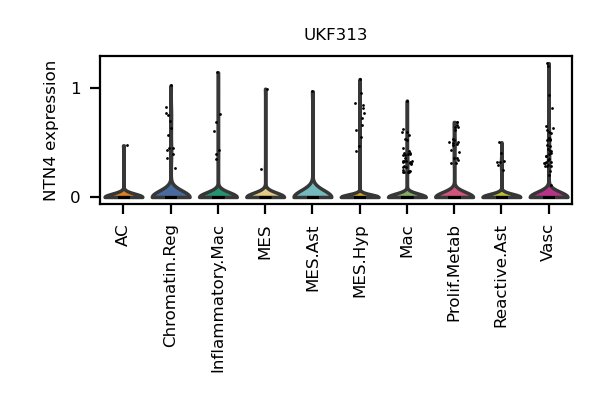 UKF313
NTN4 expression
1
0
AC
Chromatin.Reg
Inflammatory.Mac
MES
MES.Ast
MES.Hyp
Mac
Prolif.Metab
Reactive.Ast
Vasc